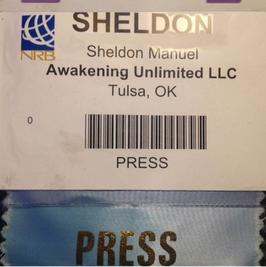 SHELDON
NRB
Sheldon Manuel
Awakening Unlimited LLC
Tulsa, OK
0
PRESS
PRESS